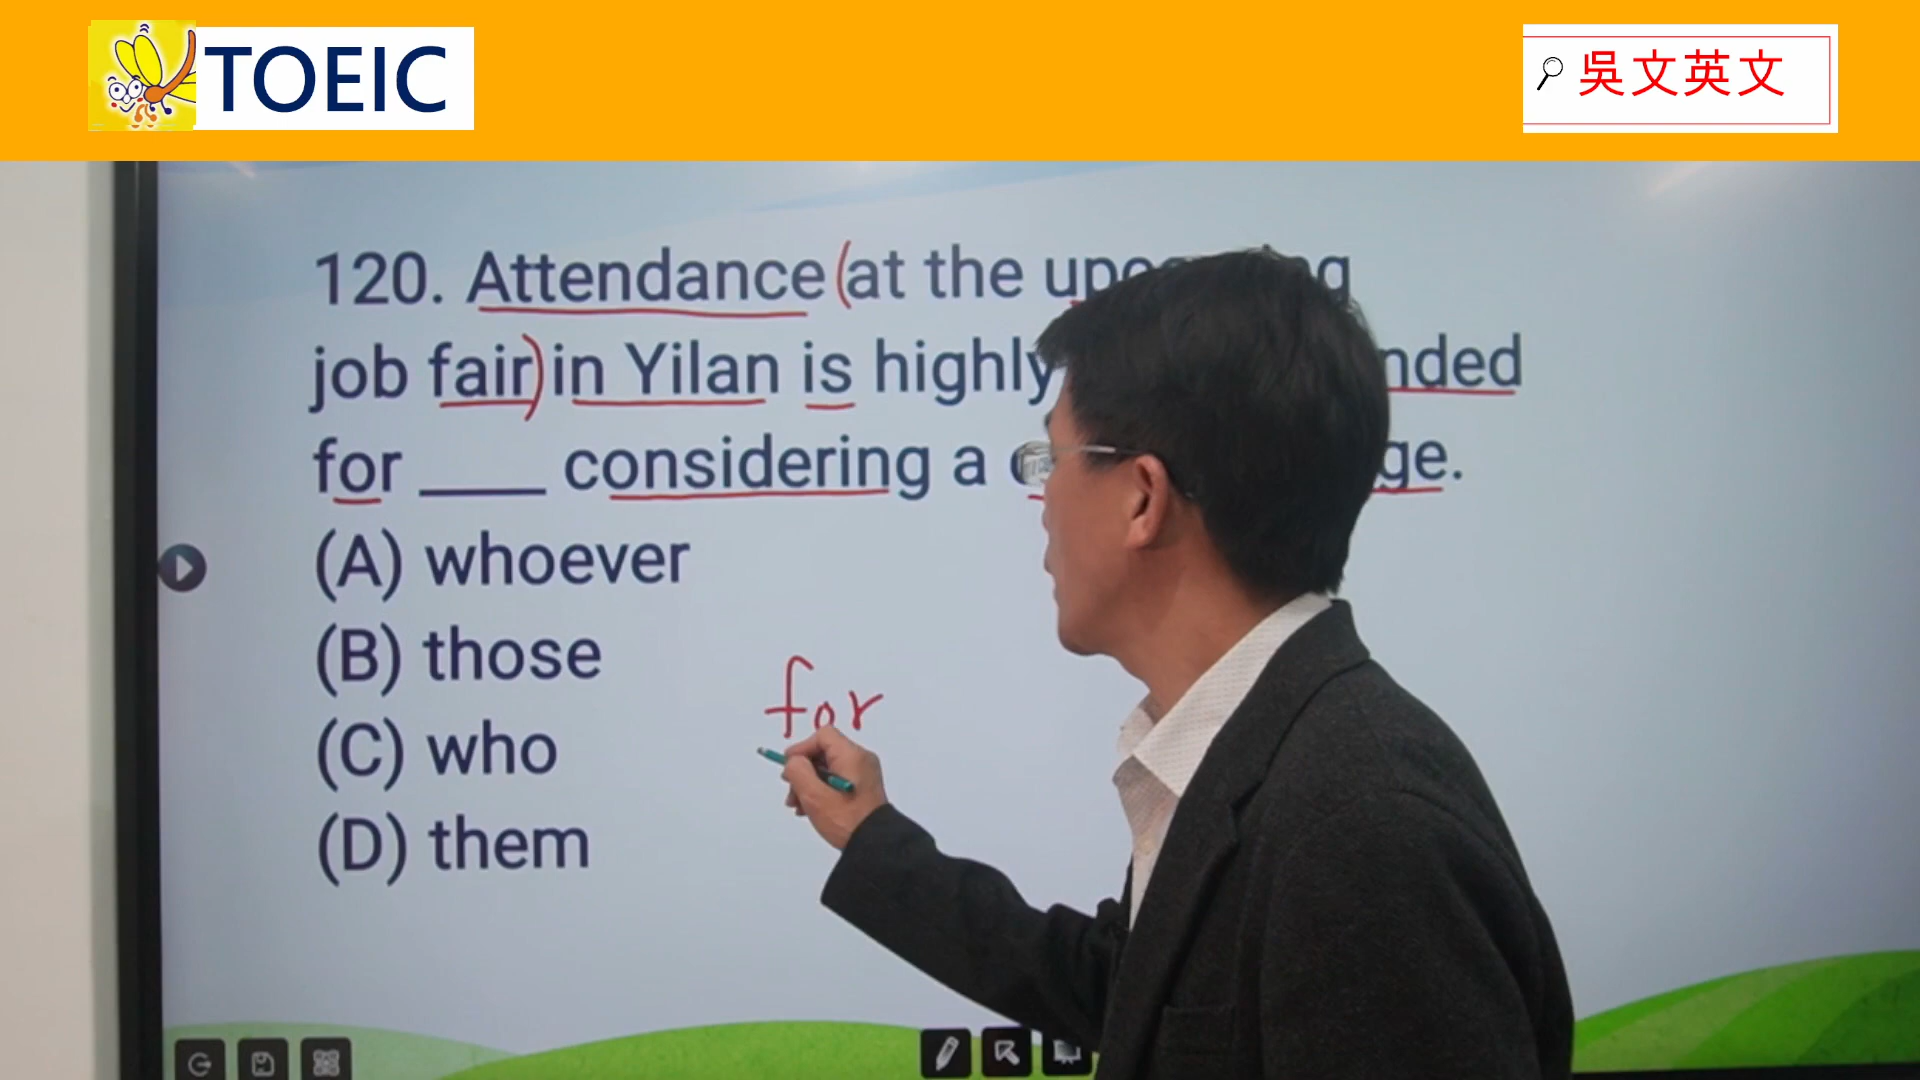 TOEIC
吳文英文
120. Attendance (at the
job fair) in Yilan is highly
for ____ considering a
(A) whoever
(B) those
(C) who
(D) them
for